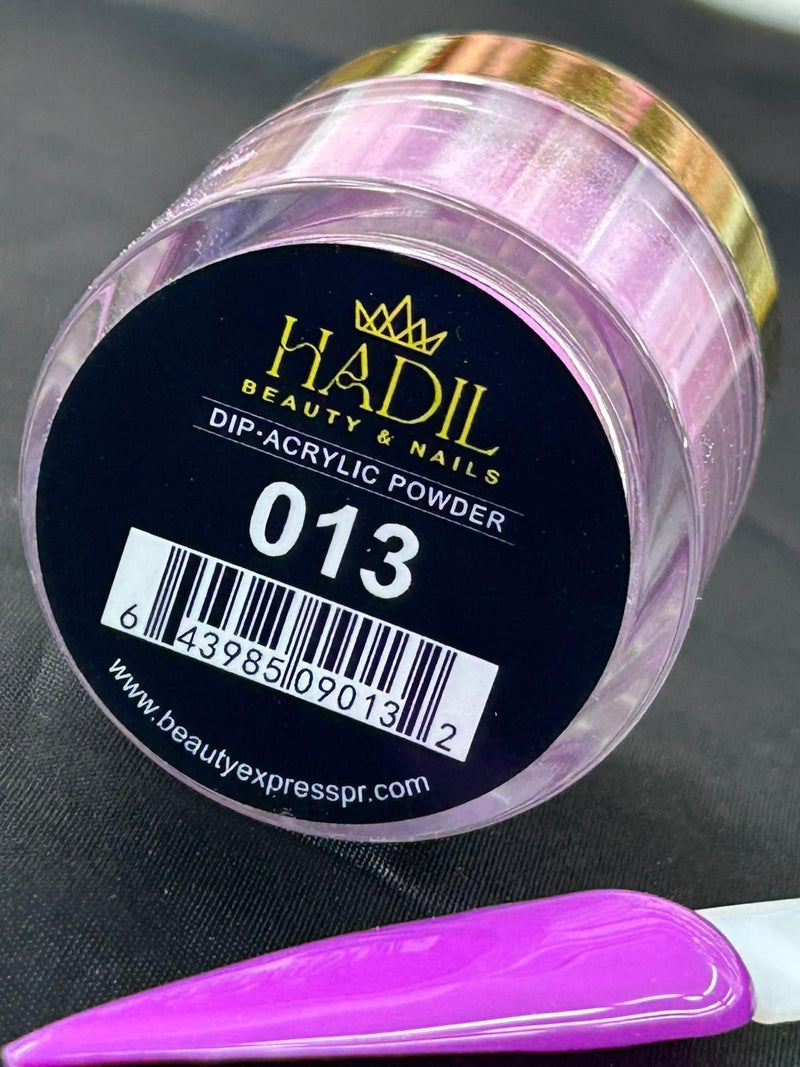 HADIL
BEAUTY & NAILS
DIP-ACRYLIC POWDER
013
6 43985 09013 2
www.beautyexpresspr.com